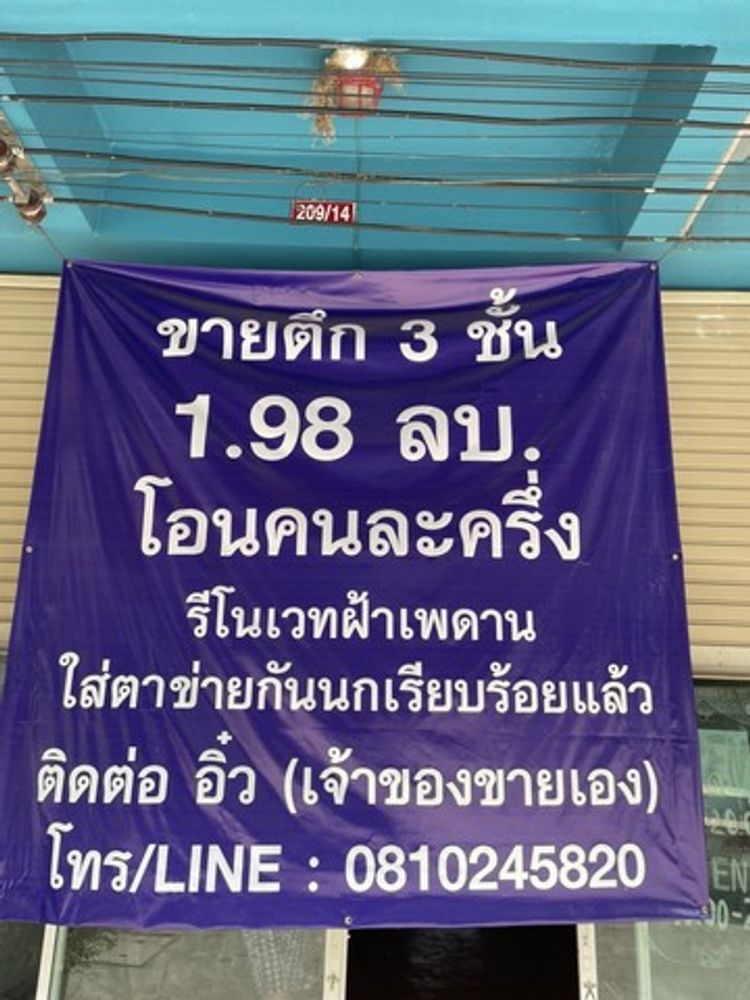 209/14
ขายตึก 3 ชั้น
1.98 ลบ.
โอนคนละครึ่ง
รีโนเวทฝ้าเพดาน
ใส่ตาข่ายกันนกเรียบร้อยแล้ว
ติดต่อ อิ๋ว (เจ้าของขายเอง)
โทร/LINE : 0810245820